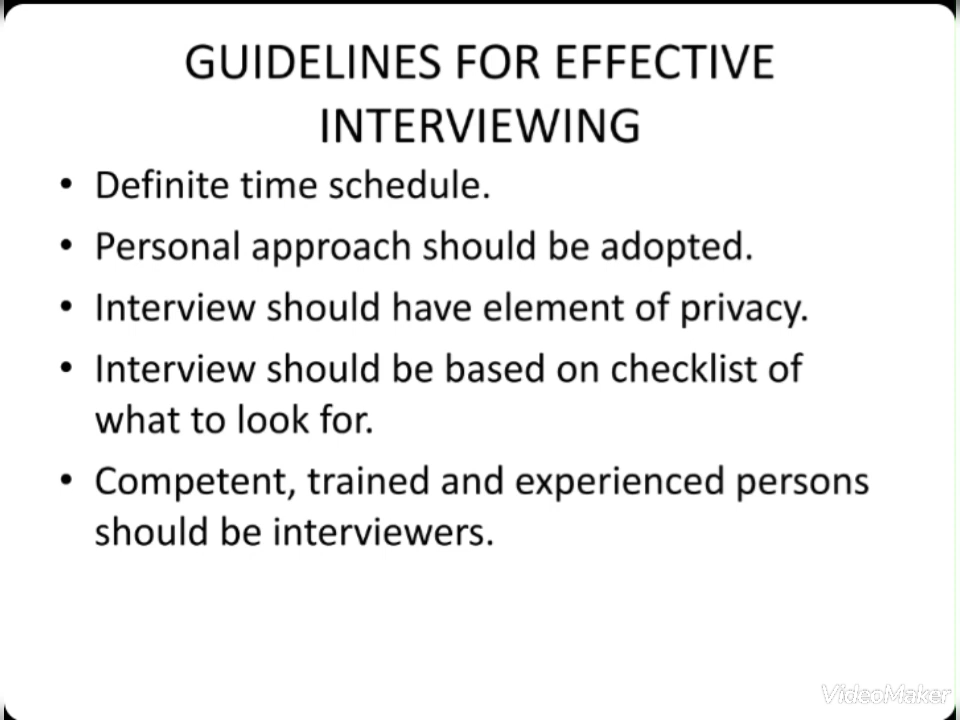 GUIDELINES FOR EFFECTIVE
INTERVIEWING
• Definite time schedule.
• Personal approach should be adopted.
• Interview should have element of privacy.
• Interview should be based on checklist of
what to look for.
• Competent, trained and experienced persons
should be interviewers.
VideoMaker